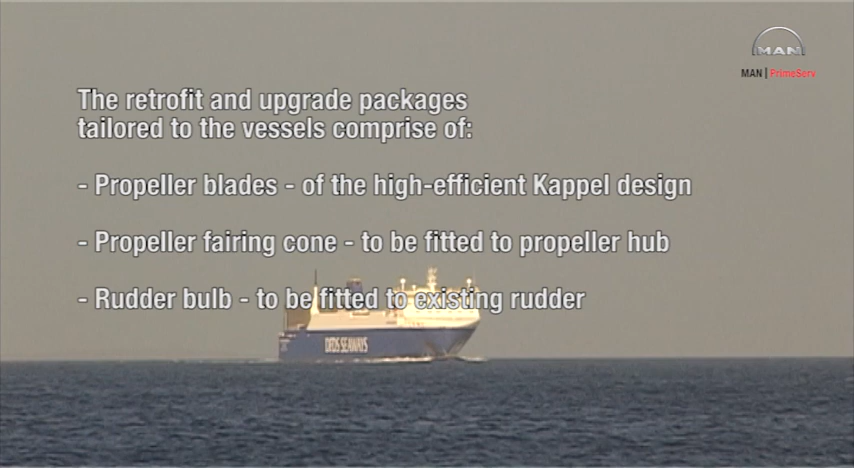 MAN
MAN | PrimeServ
The retrofit and upgrade packages
tailored to the vessels comprise of:
- Propeller blades - of the high-efficient Kappel design
- Propeller fairing cone - to be fitted to propeller hub
- Rudder bulb - to be fitted to existing rudder
DFDS SEAWAYS